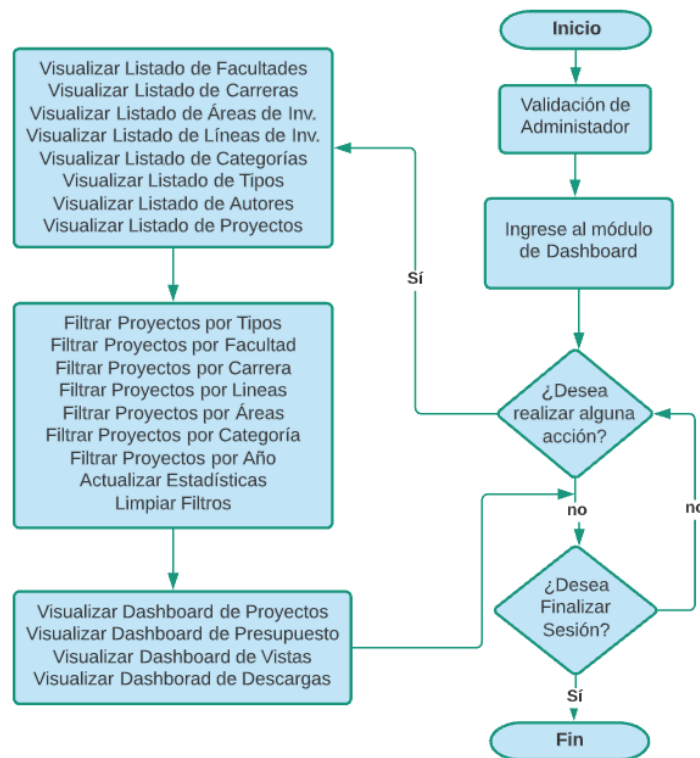 Inicio
Validación de
Administador
Ingrese al módulo
de Dashboard
¿Desea
realizar alguna
acción?
Sí
no
Visualizar Listado de Facultades
Visualizar Listado de Carreras
Visualizar Listado de Áreas de Inv.
Visualizar Listado de Líneas de Inv.
Visualizar Listado de Categorías
Visualizar Listado de Tipos
Visualizar Listado de Autores
Visualizar Listado de Proyectos
Filtrar Proyectos por Tipos
Filtrar Proyectos por Facultad
Filtrar Proyectos por Carrera
Filtrar Proyectos por Lineas
Filtrar Proyectos por Áreas
Filtrar Proyectos por Categoría
Filtrar Proyectos por Año
Actualizar Estadísticas
Limpiar Filtros
Visualizar Dashboard de Proyectos
Visualizar Dashboard de Presupuesto
Visualizar Dashboard de Vistas
Visualizar Dashborad de Descargas
¿Desea
Finalizar
Sesión?
no
Sí
Fin